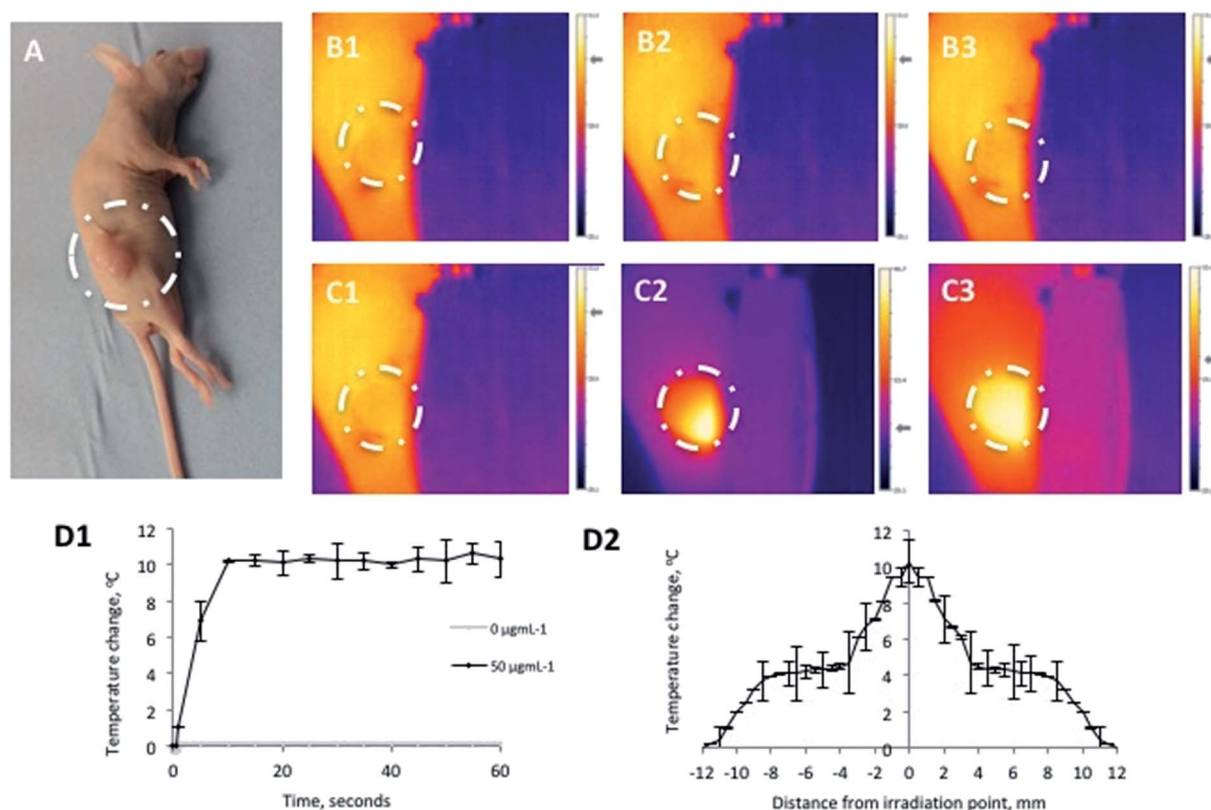 A
B1
B2
B3
C1
C2
C3
D1
Temperature change, ºC
12
10
8
6
4
2
0
0 µgmL-1
50 µgmL-1
0
20
40
60
Time, seconds
D2
Temperature change, ºC
12
10
8
6
4
2
0
-12
-10
-8
-6
-4
-2
0
2
4
6
8
10
12
Distance from irradiation point, mm